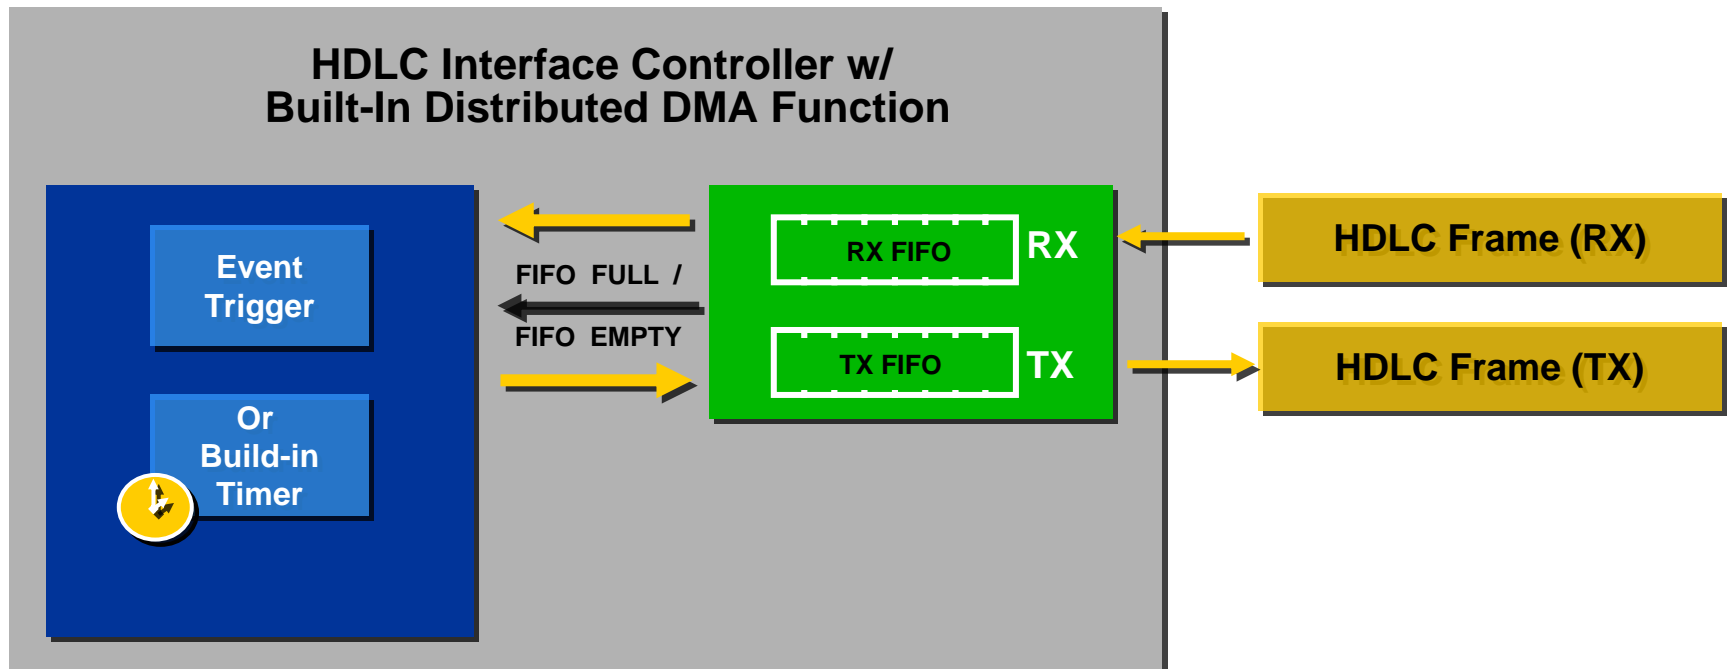 HDLC Interface Controller w/
Built-In Distributed DMA Function
Event
Trigger
Or
Build-in
Timer
FIFO FULL /
FIFO EMPTY
RX FIFO
RX
TX FIFO
TX
HDLC Frame (RX)
HDLC Frame (TX)